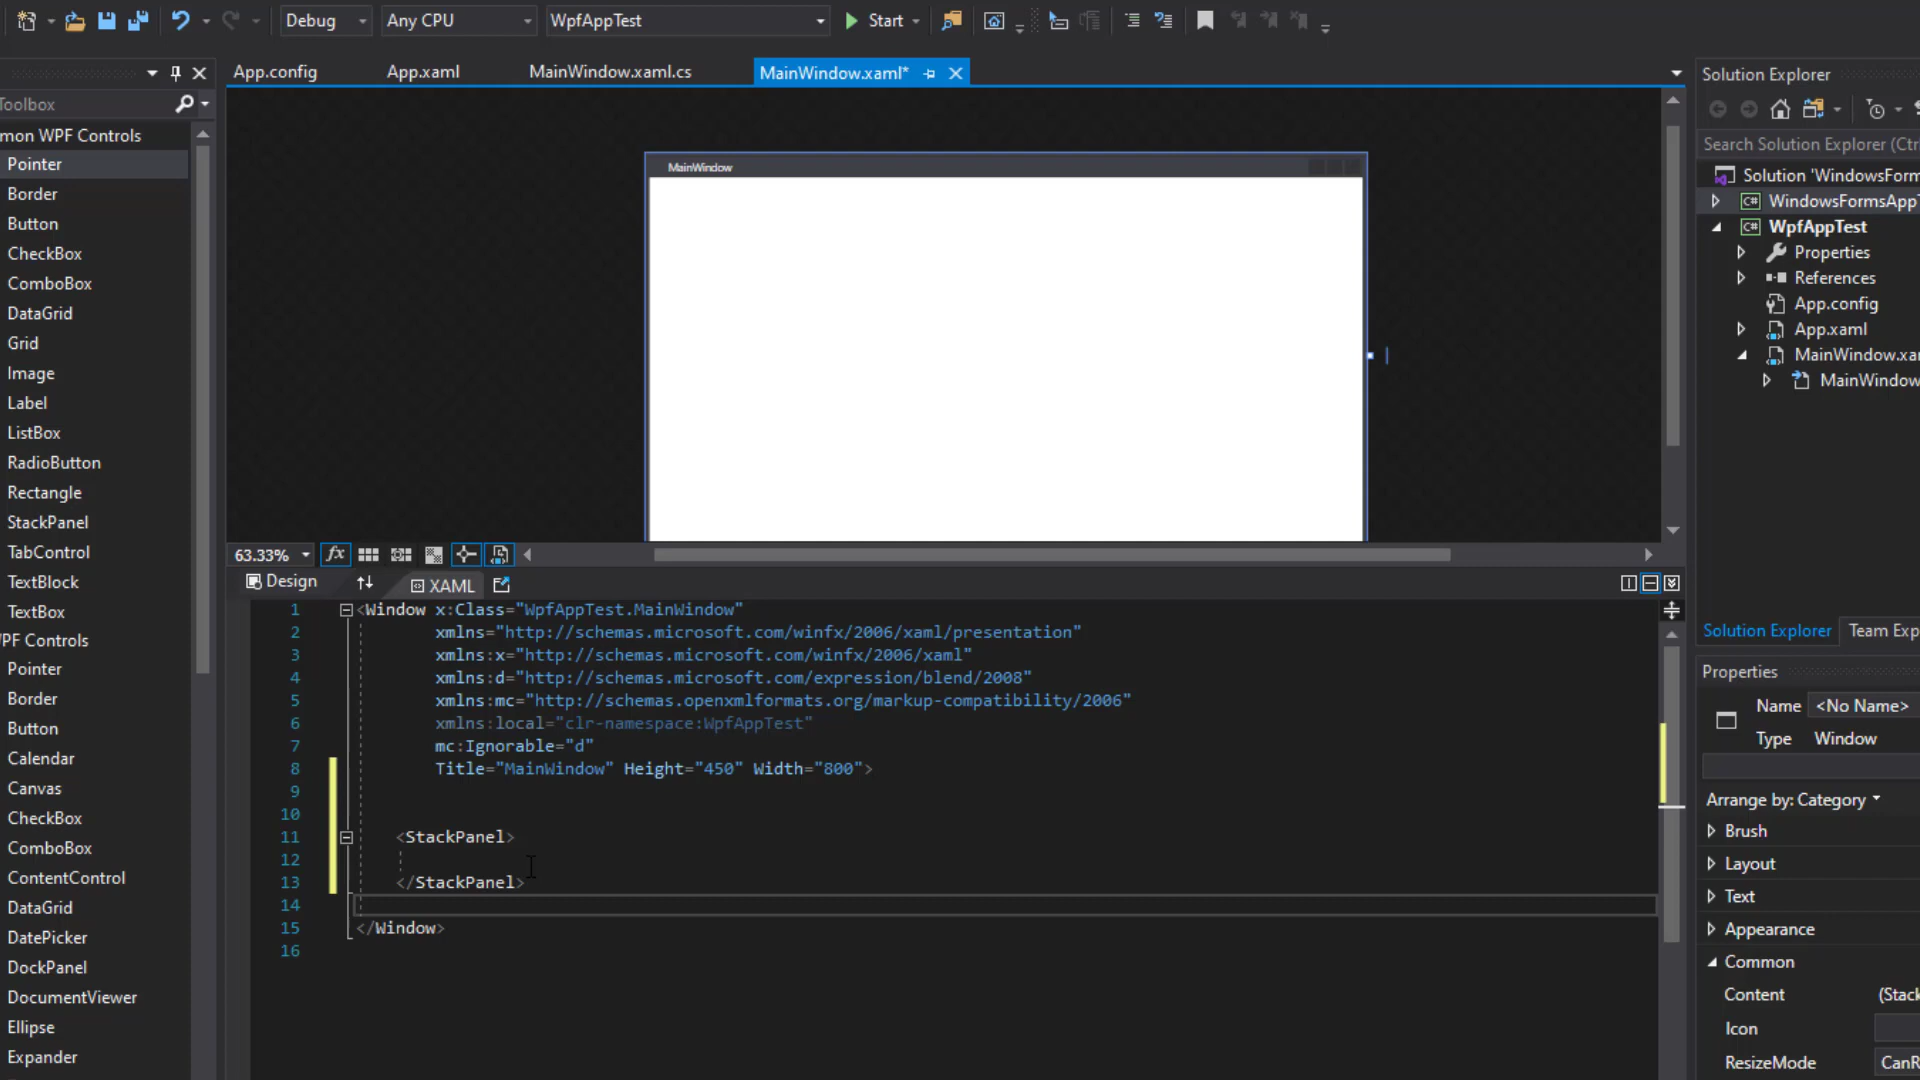 Debug
Any CPU
WpfAppTest
Start
Toolbox
mon WPF Controls
Pointer
Border
Button
CheckBox
ComboBox
DataGrid
Grid
Image
Label
ListBox
RadioButton
Rectangle
StackPanel
TabControl
TextBlock
TextBox
PF Controls
Pointer
Border
Button
Calendar
Canvas
CheckBox
ComboBox
ContentControl
DataGrid
DatePicker
DockPanel
DocumentViewer
Ellipse
Expander
App.config
App.xaml
MainWindow.xaml.cs
MainWindow.xaml*
MainWindow
63.33%
fx
Design
XAML
1 <Window x:Class="WpfAppTest.MainWindow"
2 xmlns="http://schemas.microsoft.com/winfx/2006/xaml/presentation"
3 xmlns:x="http://schemas.microsoft.com/winfx/2006/xaml"
4 xmlns:d="http://schemas.microsoft.com/expression/blend/2008"
5 xmlns:mc="http://schemas.openxmlformats.org/markup-compatibility/2006"
6 xmlns:local="clr-namespace:WpfAppTest"
7 mc:Ignorable="d"
8 Title="MainWindow" Height="450" Width="800">
9
10
11 <StackPanel>
12
13 </StackPanel>
14
15 </Window>
16
Solution Explorer
Search Solution Explorer (Ctr
Solution 'WindowsForm
C# WindowsFormsAppT
C# WpfAppTest
Properties
References
App.config
App.xaml
MainWindow.xa
MainWindow
Solution Explorer
Team Exp
Properties
Name <No Name>
Type Window
Arrange by: Category
Brush
Layout
Text
Appearance
Common
Content (Stack
Icon
ResizeMode CanR